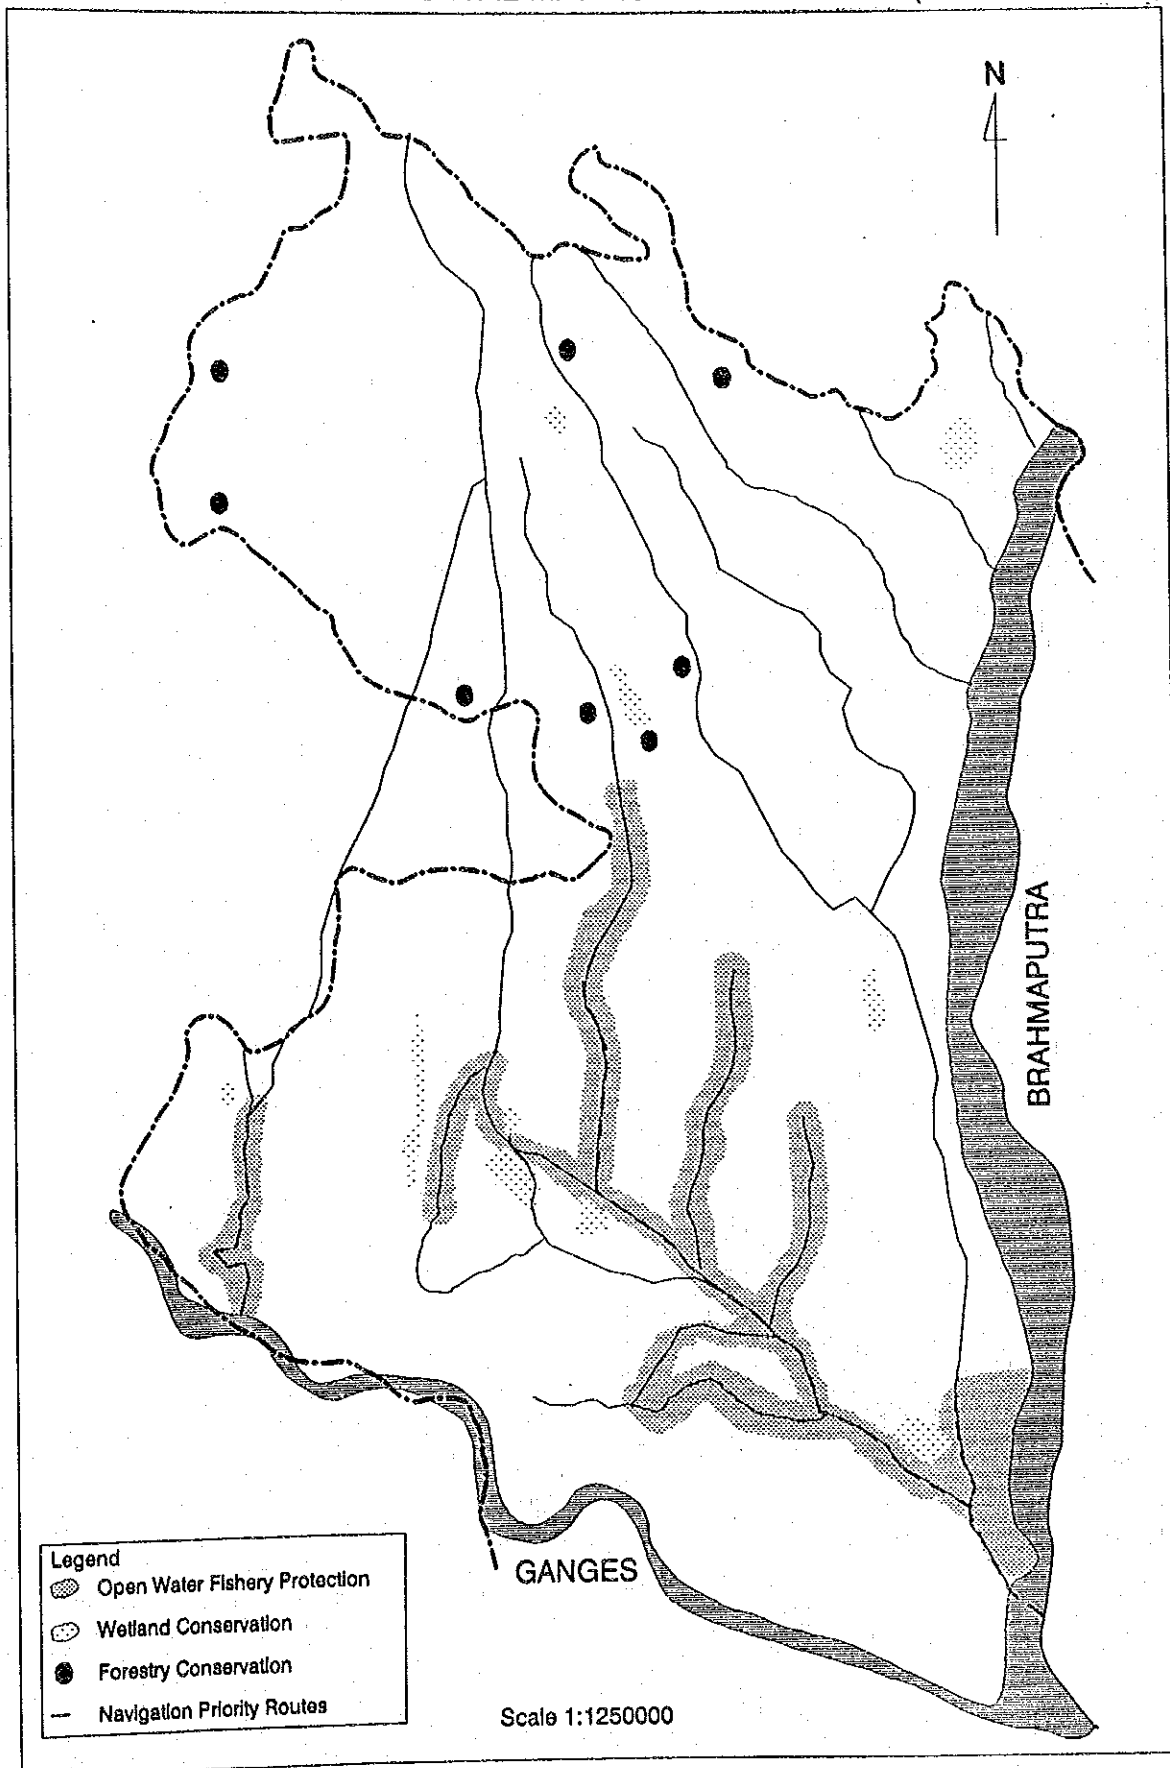 N
BRAHMAPUTRA
GANGES
Legend
Open Water Fishery Protection
Wetland Conservation
Forestry Conservation
Navigation Priority Routes
Scale 1:1250000